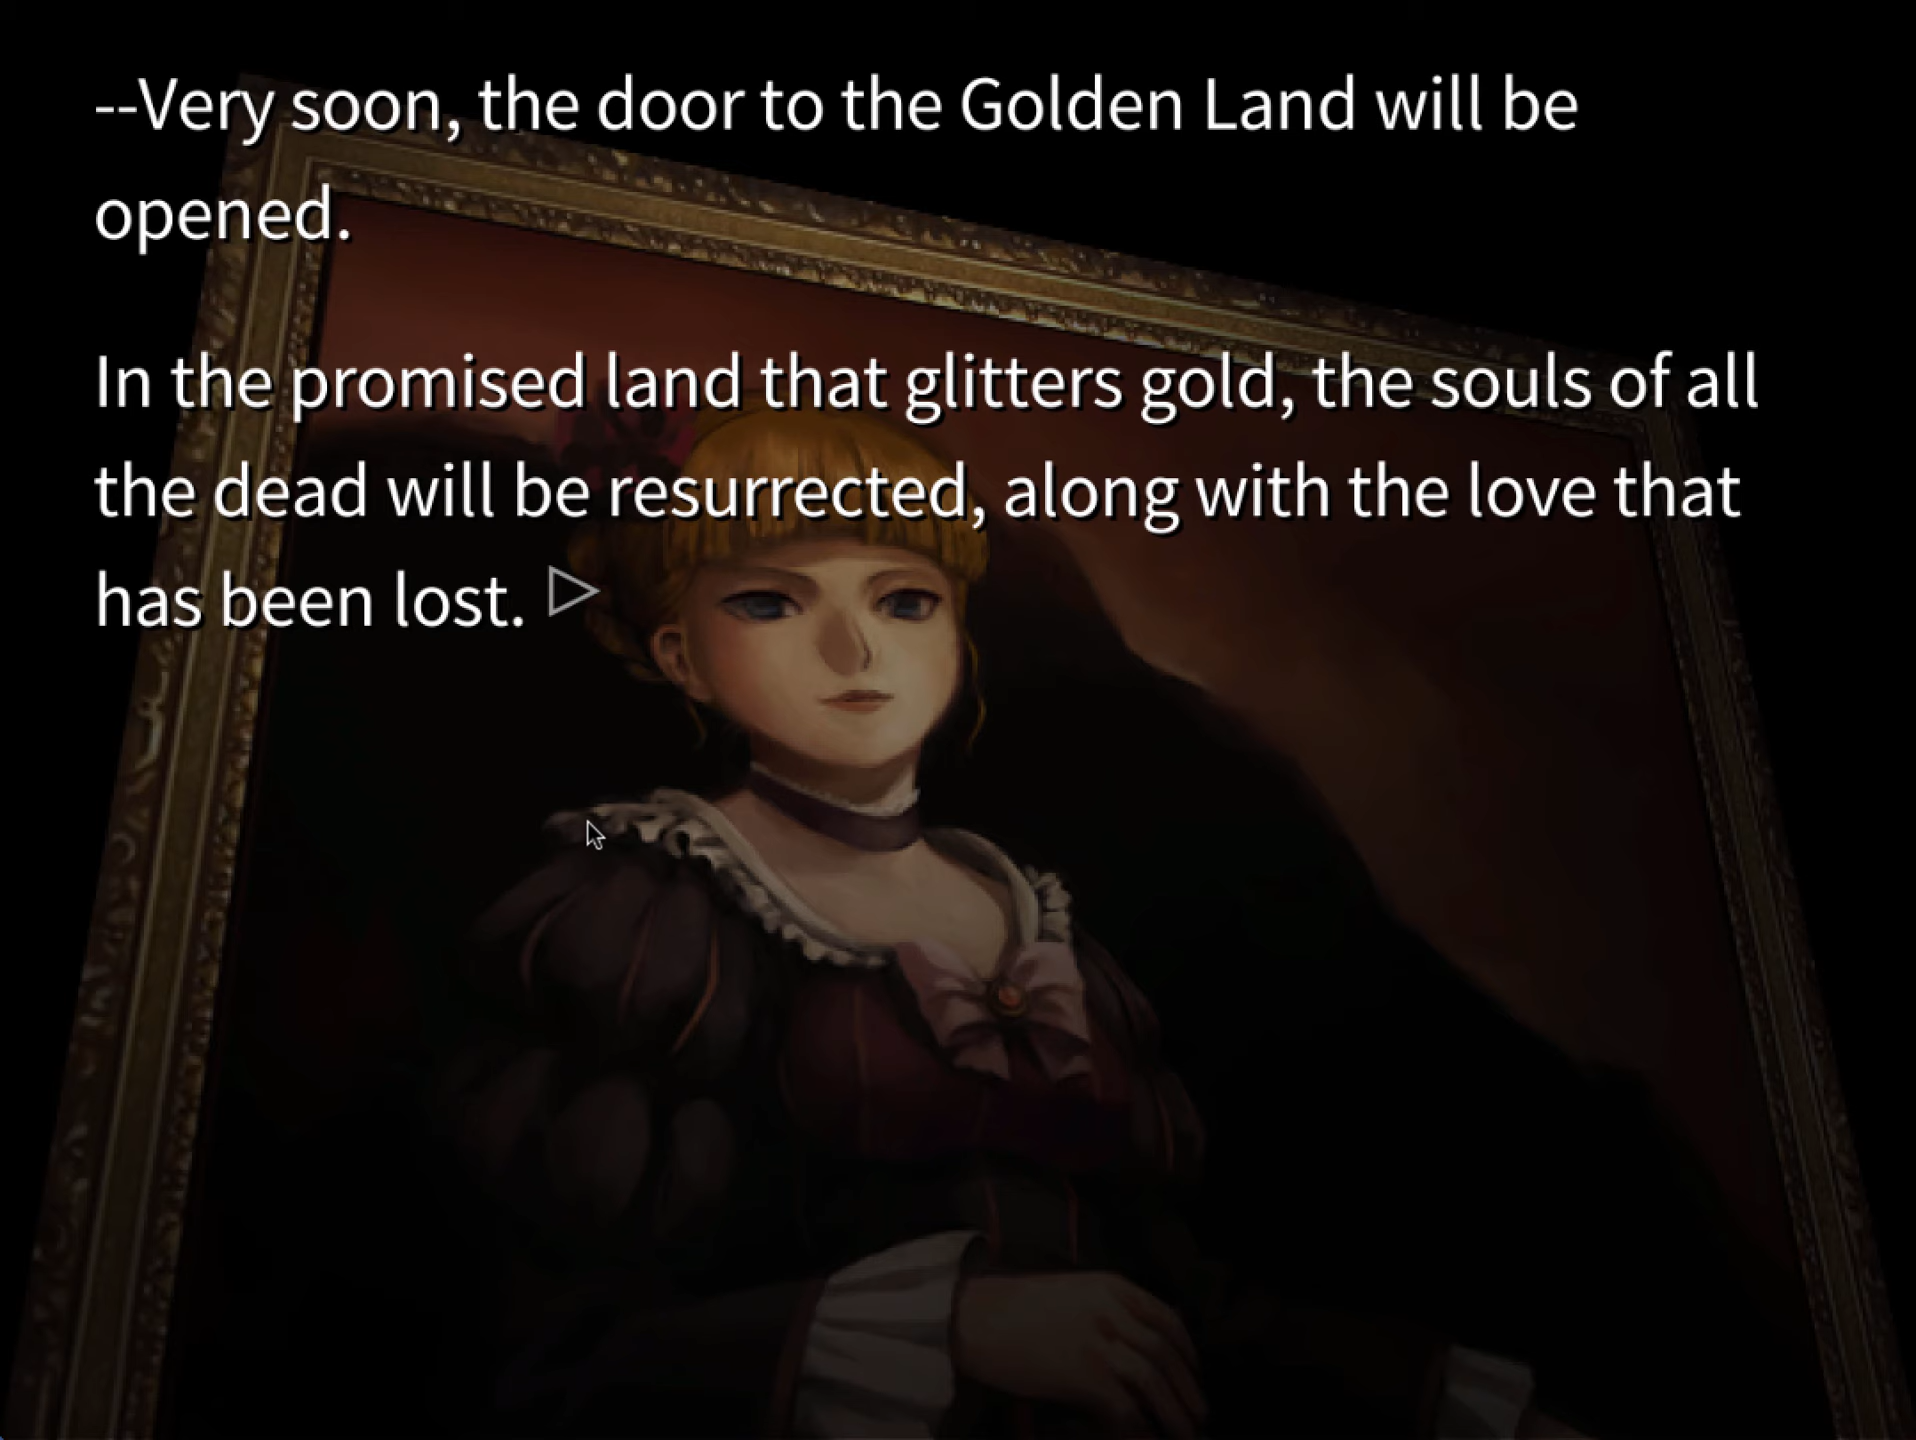 --Very soon, the door to the Golden Land will be
opened.
In the promised land that glitters gold, the souls of all
the dead will be resurrected, along with the love that
has been lost.